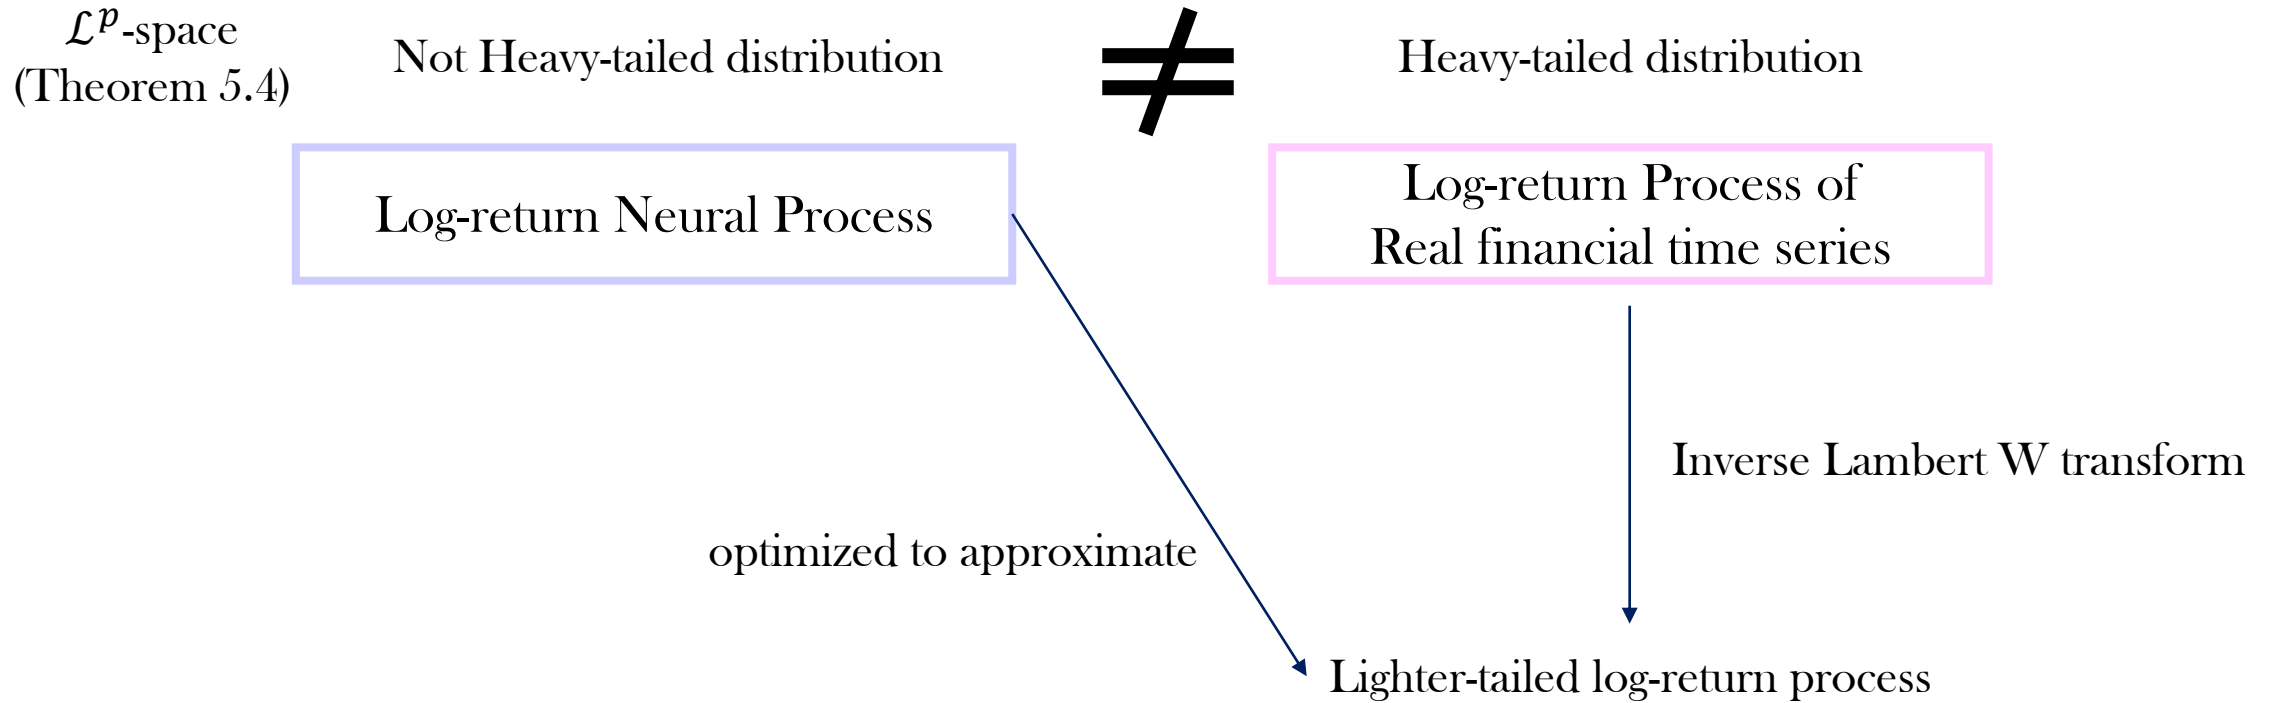 ℒᵖ-space
(Theorem 5.4)
Not Heavy-tailed distribution
≠
Heavy-tailed distribution
Log-return Neural Process
Log-return Process of
Real financial time series
Inverse Lambert W transform
optimized to approximate
Lighter-tailed log-return process